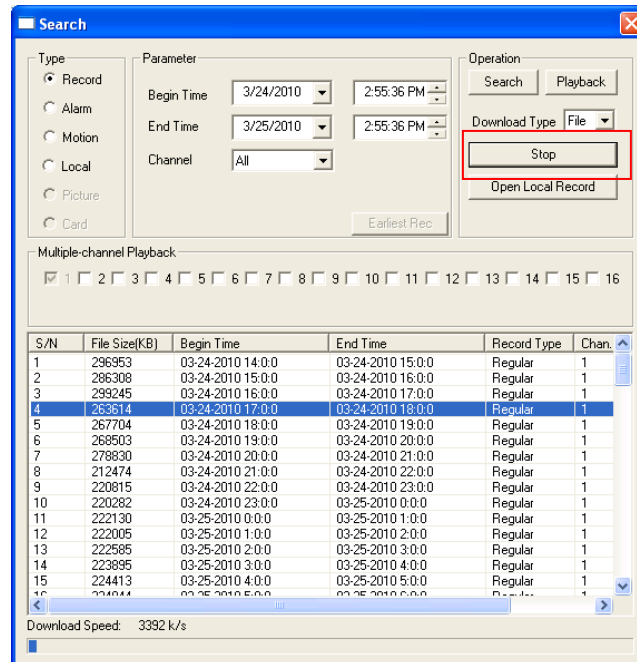 Search
Type
Record
Alarm
Motion
Local
Picture
Card
Parameter
Begin Time 3/24/2010 2:55:36 PM
End Time 3/25/2010 2:55:36 PM
Channel All
Earliest Rec
Operation
Search Playback
Download Type File
Stop
Open Local Record
Multiple-channel Playback
1 2 3 4 5 6 7 8 9 10 11 12 13 14 15 16
S/N File Size(KB) Begin Time End Time Record Type Chan.
1 296953 03-24-2010 14:0:0 03-24-2010 15:0:0 Regular 1
2 286308 03-24-2010 15:0:0 03-24-2010 16:0:0 Regular 1
3 299245 03-24-2010 16:0:0 03-24-2010 17:0:0 Regular 1
4 263614 03-24-2010 17:0:0 03-24-2010 18:0:0 Regular 1
5 267704 03-24-2010 18:0:0 03-24-2010 19:0:0 Regular 1
6 268503 03-24-2010 19:0:0 03-24-2010 20:0:0 Regular 1
7 278830 03-24-2010 20:0:0 03-24-2010 21:0:0 Regular 1
8 212474 03-24-2010 21:0:0 03-24-2010 22:0:0 Regular 1
9 220815 03-24-2010 22:0:0 03-24-2010 23:0:0 Regular 1
10 220282 03-24-2010 23:0:0 03-25-2010 0:0:0 Regular 1
11 222130 03-25-2010 0:0:0 03-25-2010 1:0:0 Regular 1
12 222005 03-25-2010 1:0:0 03-25-2010 2:0:0 Regular 1
13 222585 03-25-2010 2:0:0 03-25-2010 3:0:0 Regular 1
14 223895 03-25-2010 3:0:0 03-25-2010 4:0:0 Regular 1
15 224413 03-25-2010 4:0:0 03-25-2010 5:0:0 Regular 1
Download Speed: 3392 k/s